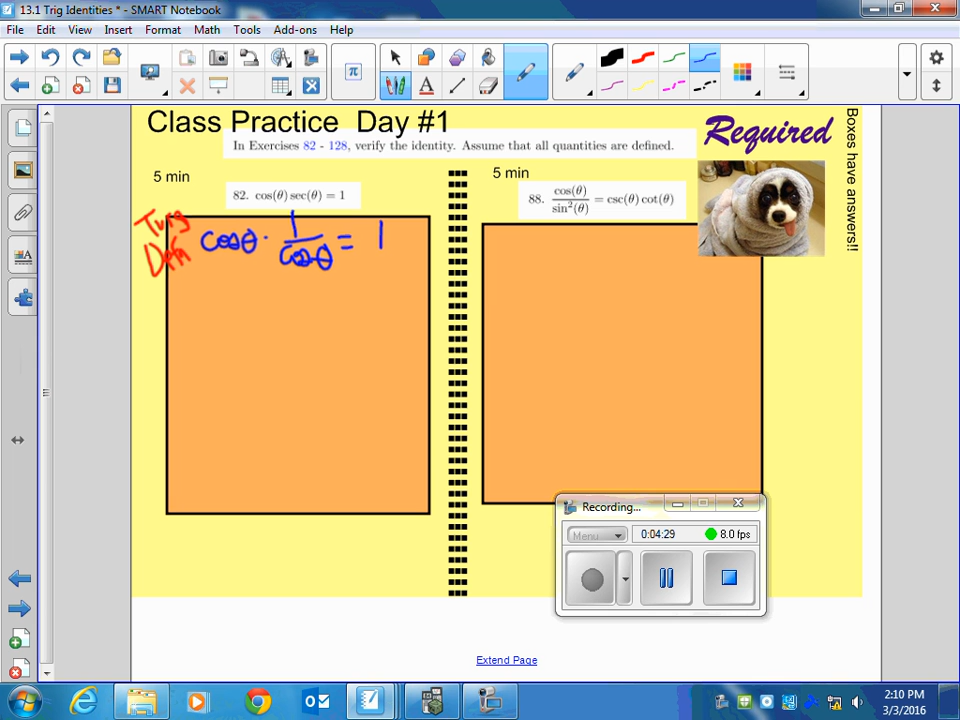 13.1 Trig Identities * - SMART Notebook
File Edit View Insert Format Math Tools Add-ons Help
Class Practice Day #1
Required
In Exercises 82 - 128, verify the identity. Assume that all quantities are defined.
Boxes have answers!!
5 min
5 min
82. cos(θ) sec(θ) = 1
88. cos(θ)/sin²(θ) = csc(θ) cot(θ)
Trig
Defn
cosθ · 1/cosθ = 1
Recording...
Menu
0:04:29
8.0 fps
Extend Page
2:10 PM
3/3/2016